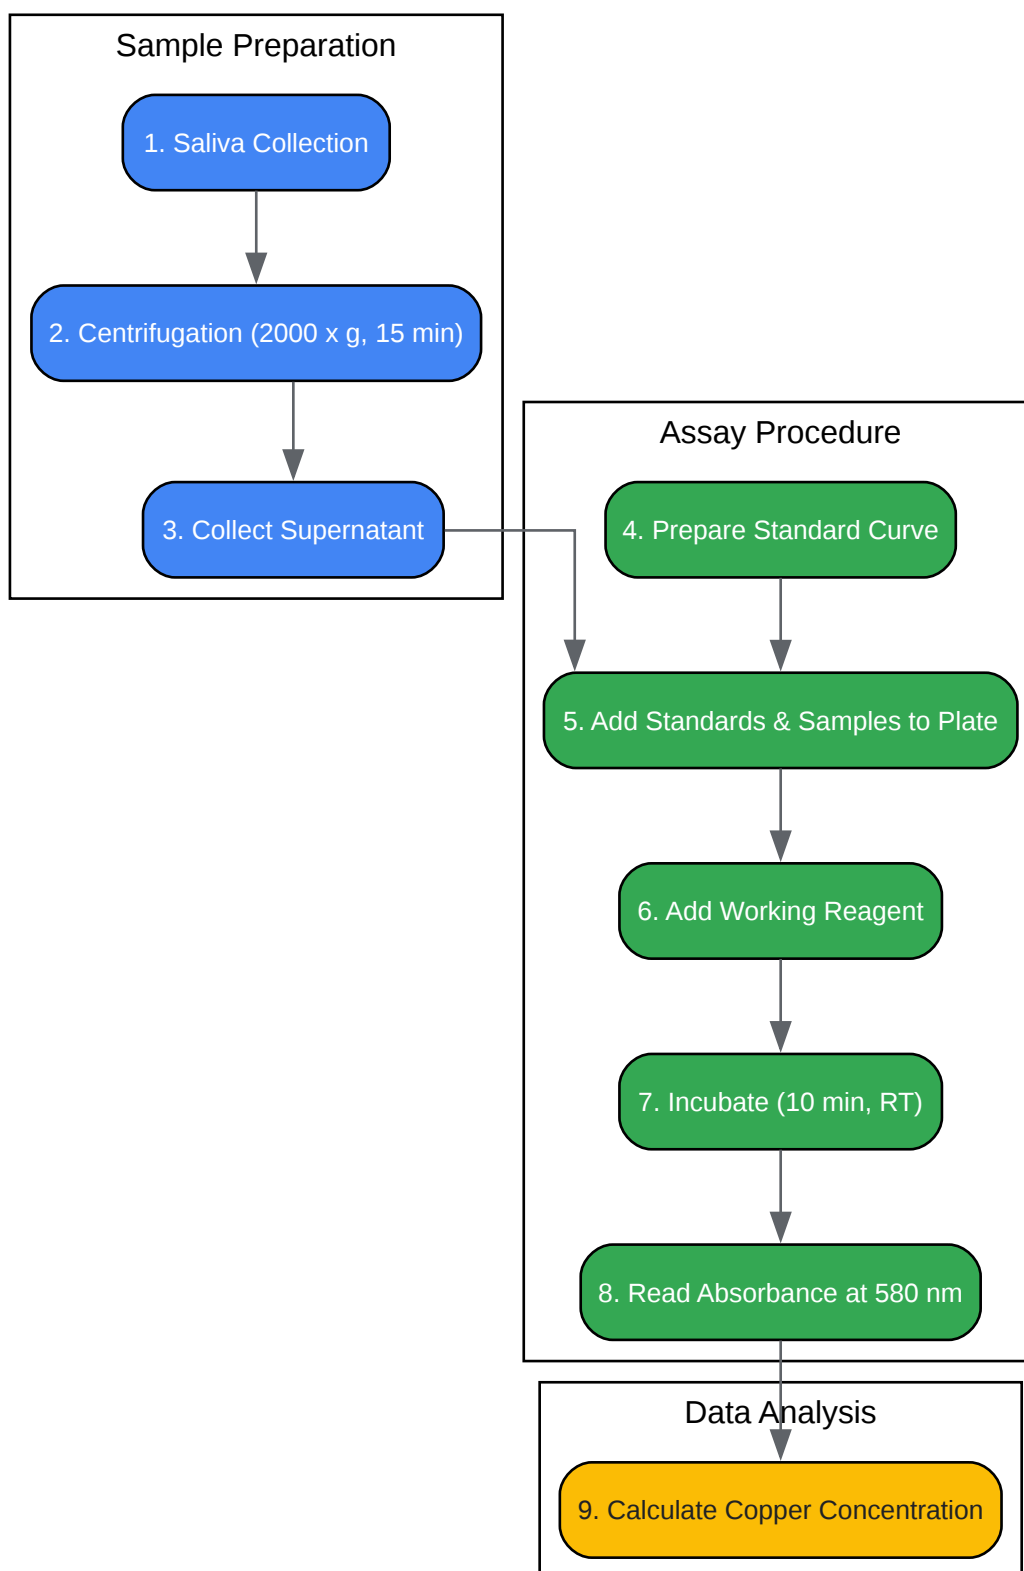 Sample Preparation
1. Saliva Collection
2. Centrifugation (2000 x g, 15 min)
3. Collect Supernatant
Assay Procedure
4. Prepare Standard Curve
5. Add Standards & Samples to Plate
6. Add Working Reagent
7. Incubate (10 min, RT)
8. Read Absorbance at 580 nm
Data Analysis
9. Calculate Copper Concentration